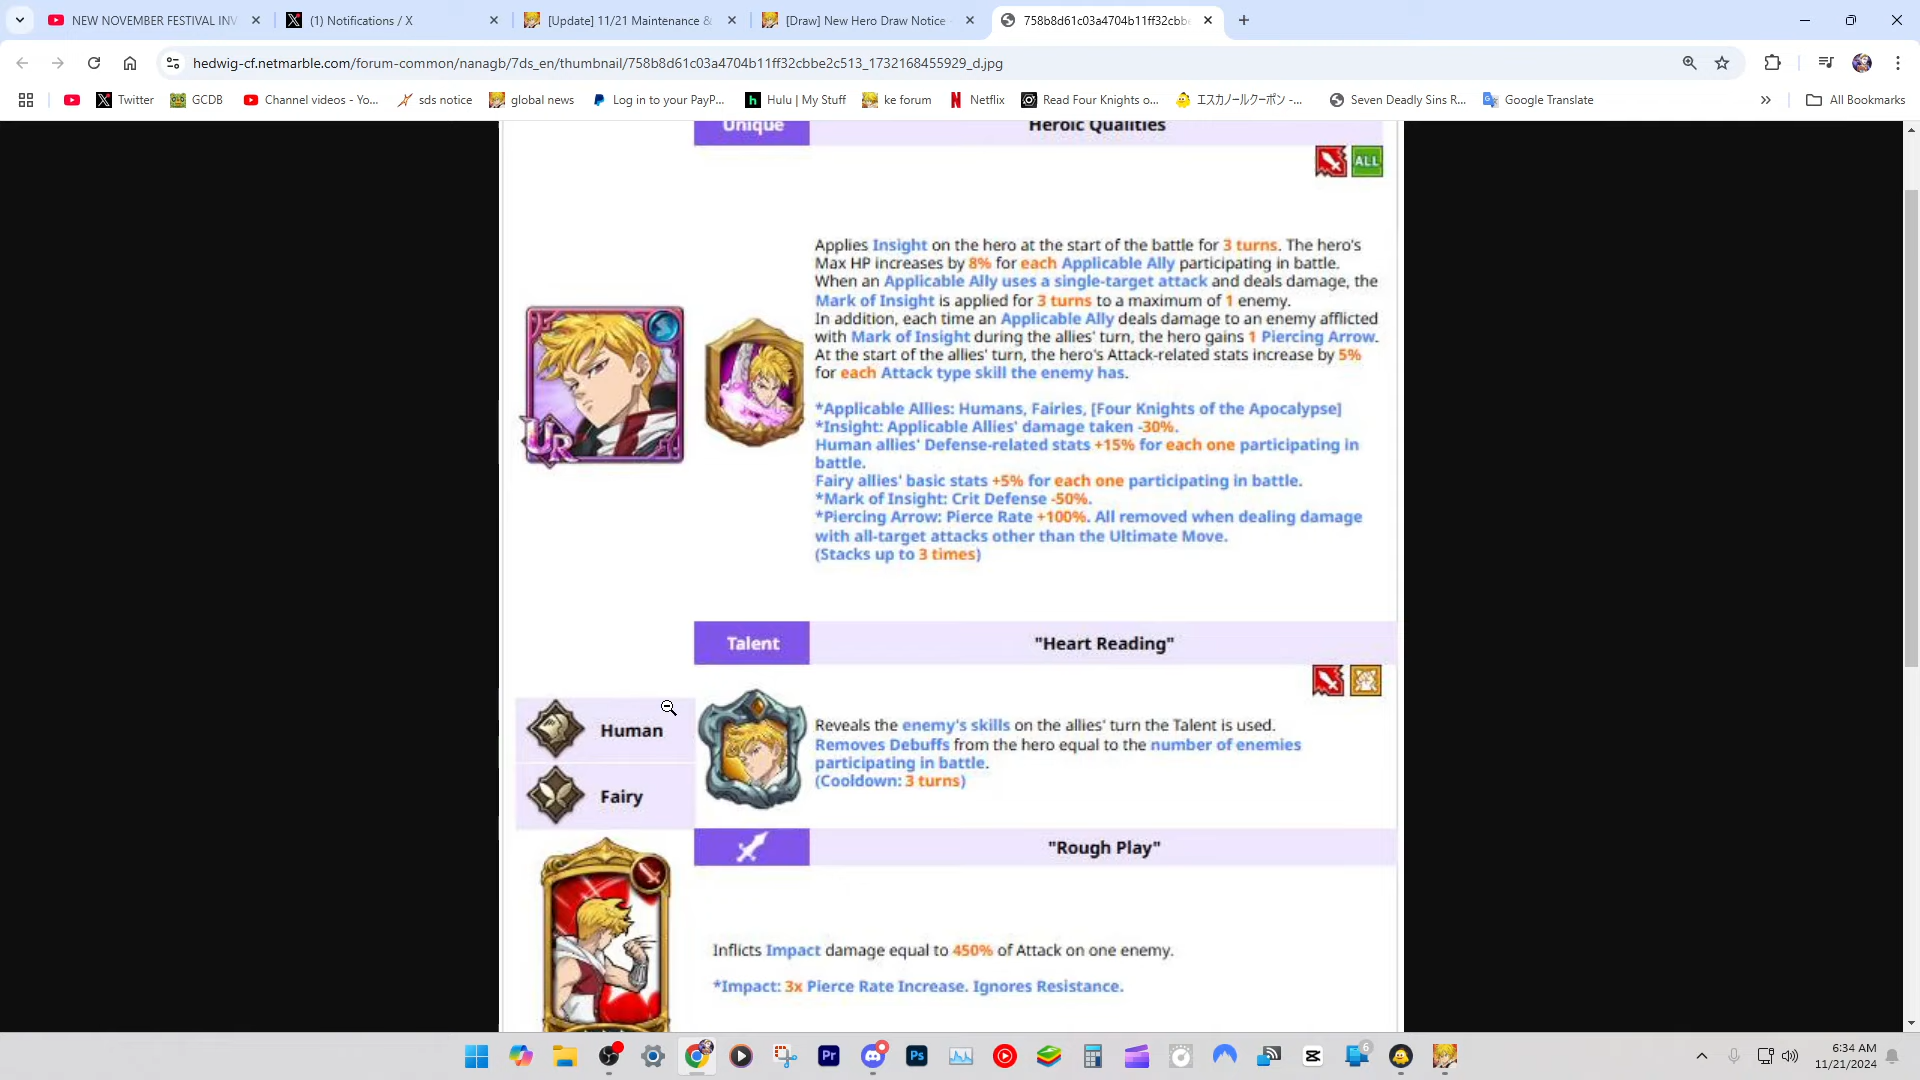 NEW NOVEMBER FESTIVAL INV
(1) Notifications / X
[Update] 11/21 Maintenance &
[Draw] New Hero Draw Notice -
758b8d61c03a4704b11ff32cbbe
hedwig-cf.netmarble.com/forum-common/nanagb/7ds_en/thumbnail/758b8d61c03a4704b11ff32cbbe2c513_1732168455929_d.jpg
Twitter
GCDB
Channel videos - Yo...
sds notice
global news
Log in to your PayP...
Hulu | My Stuff
ke forum
Netflix
Read Four Knights o...
エスカノールクーポン -...
Seven Deadly Sins R...
Google Translate
All Bookmarks
Unique
Heroic Qualities
ALL
Applies Insight on the hero at the start of the battle for 3 turns. The hero's
Max HP increases by 8% for each Applicable Ally participating in battle.
When an Applicable Ally uses a single-target attack and deals damage, the
Mark of Insight is applied for 3 turns to a maximum of 1 enemy.
In addition, each time an Applicable Ally deals damage to an enemy afflicted
with Mark of Insight during the allies' turn, the hero gains 1 Piercing Arrow.
At the start of the allies' turn, the hero's Attack-related stats increase by 5%
for each Attack type skill the enemy has.
UR
*Applicable Allies: Humans, Fairies, [Four Knights of the Apocalypse]
*Insight: Applicable Allies' damage taken -30%.
Human allies' Defense-related stats +15% for each one participating in
battle.
Fairy allies' basic stats +5% for each one participating in battle.
*Mark of Insight: Crit Defense -50%.
*Piercing Arrow: Pierce Rate +100%. All removed when dealing damage
with all-target attacks other than the Ultimate Move.
(Stacks up to 3 times)
Talent
"Heart Reading"
Human
Fairy
Reveals the enemy's skills on the allies' turn the Talent is used.
Removes Debuffs from the hero equal to the number of enemies
participating in battle.
(Cooldown: 3 turns)
"Rough Play"
Inflicts Impact damage equal to 450% of Attack on one enemy.
*Impact: 3x Pierce Rate Increase. Ignores Resistance.
Pr
Ps
6
6:34 AM
11/21/2024